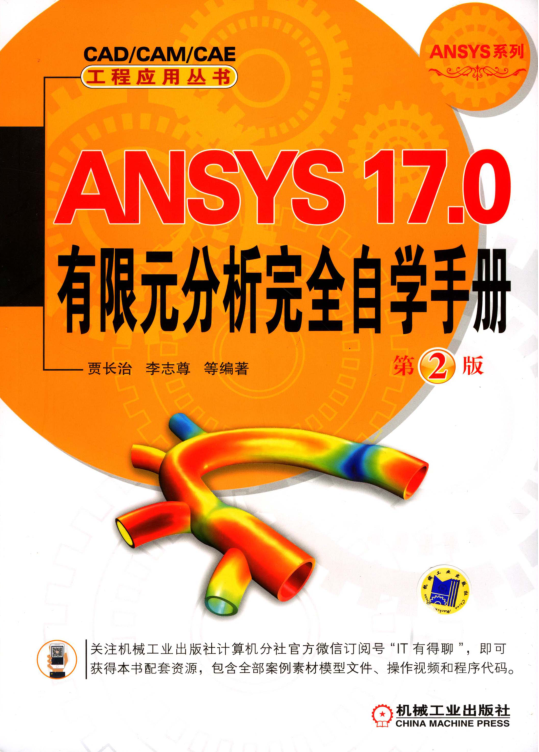 CAD/CAM/CAE
工程应用丛书
ANSYS系列
ANSYS 17.0
有限元分析完全自学手册
贾长治 李志尊 等编著
第2版
关注机械工业出版社计算机分社官方微信订阅号“IT有得聊”，即可
获得本书配套资源，包含全部案例素材模型文件、操作视频和程序代码。
机械工业出版社
CHINA MACHINE PRESS